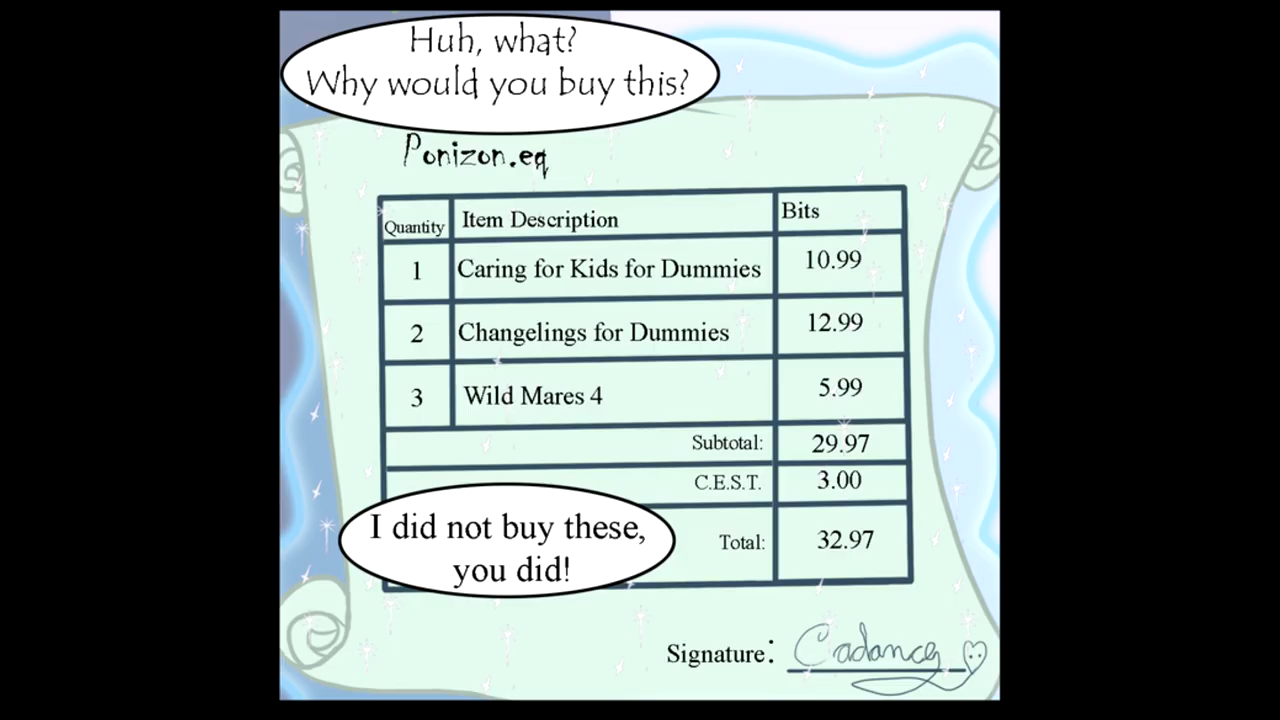 Huh, what?
Why would you buy this?
Ponizon.eq
Quantity Item Description Bits
1 Caring for Kids for Dummies 10.99
2 Changelings for Dummies 12.99
3 Wild Mares 4 5.99
Subtotal: 29.97
C.E.S.T. 3.00
I did not buy these,
you did!
Total: 32.97
Signature: Cadance